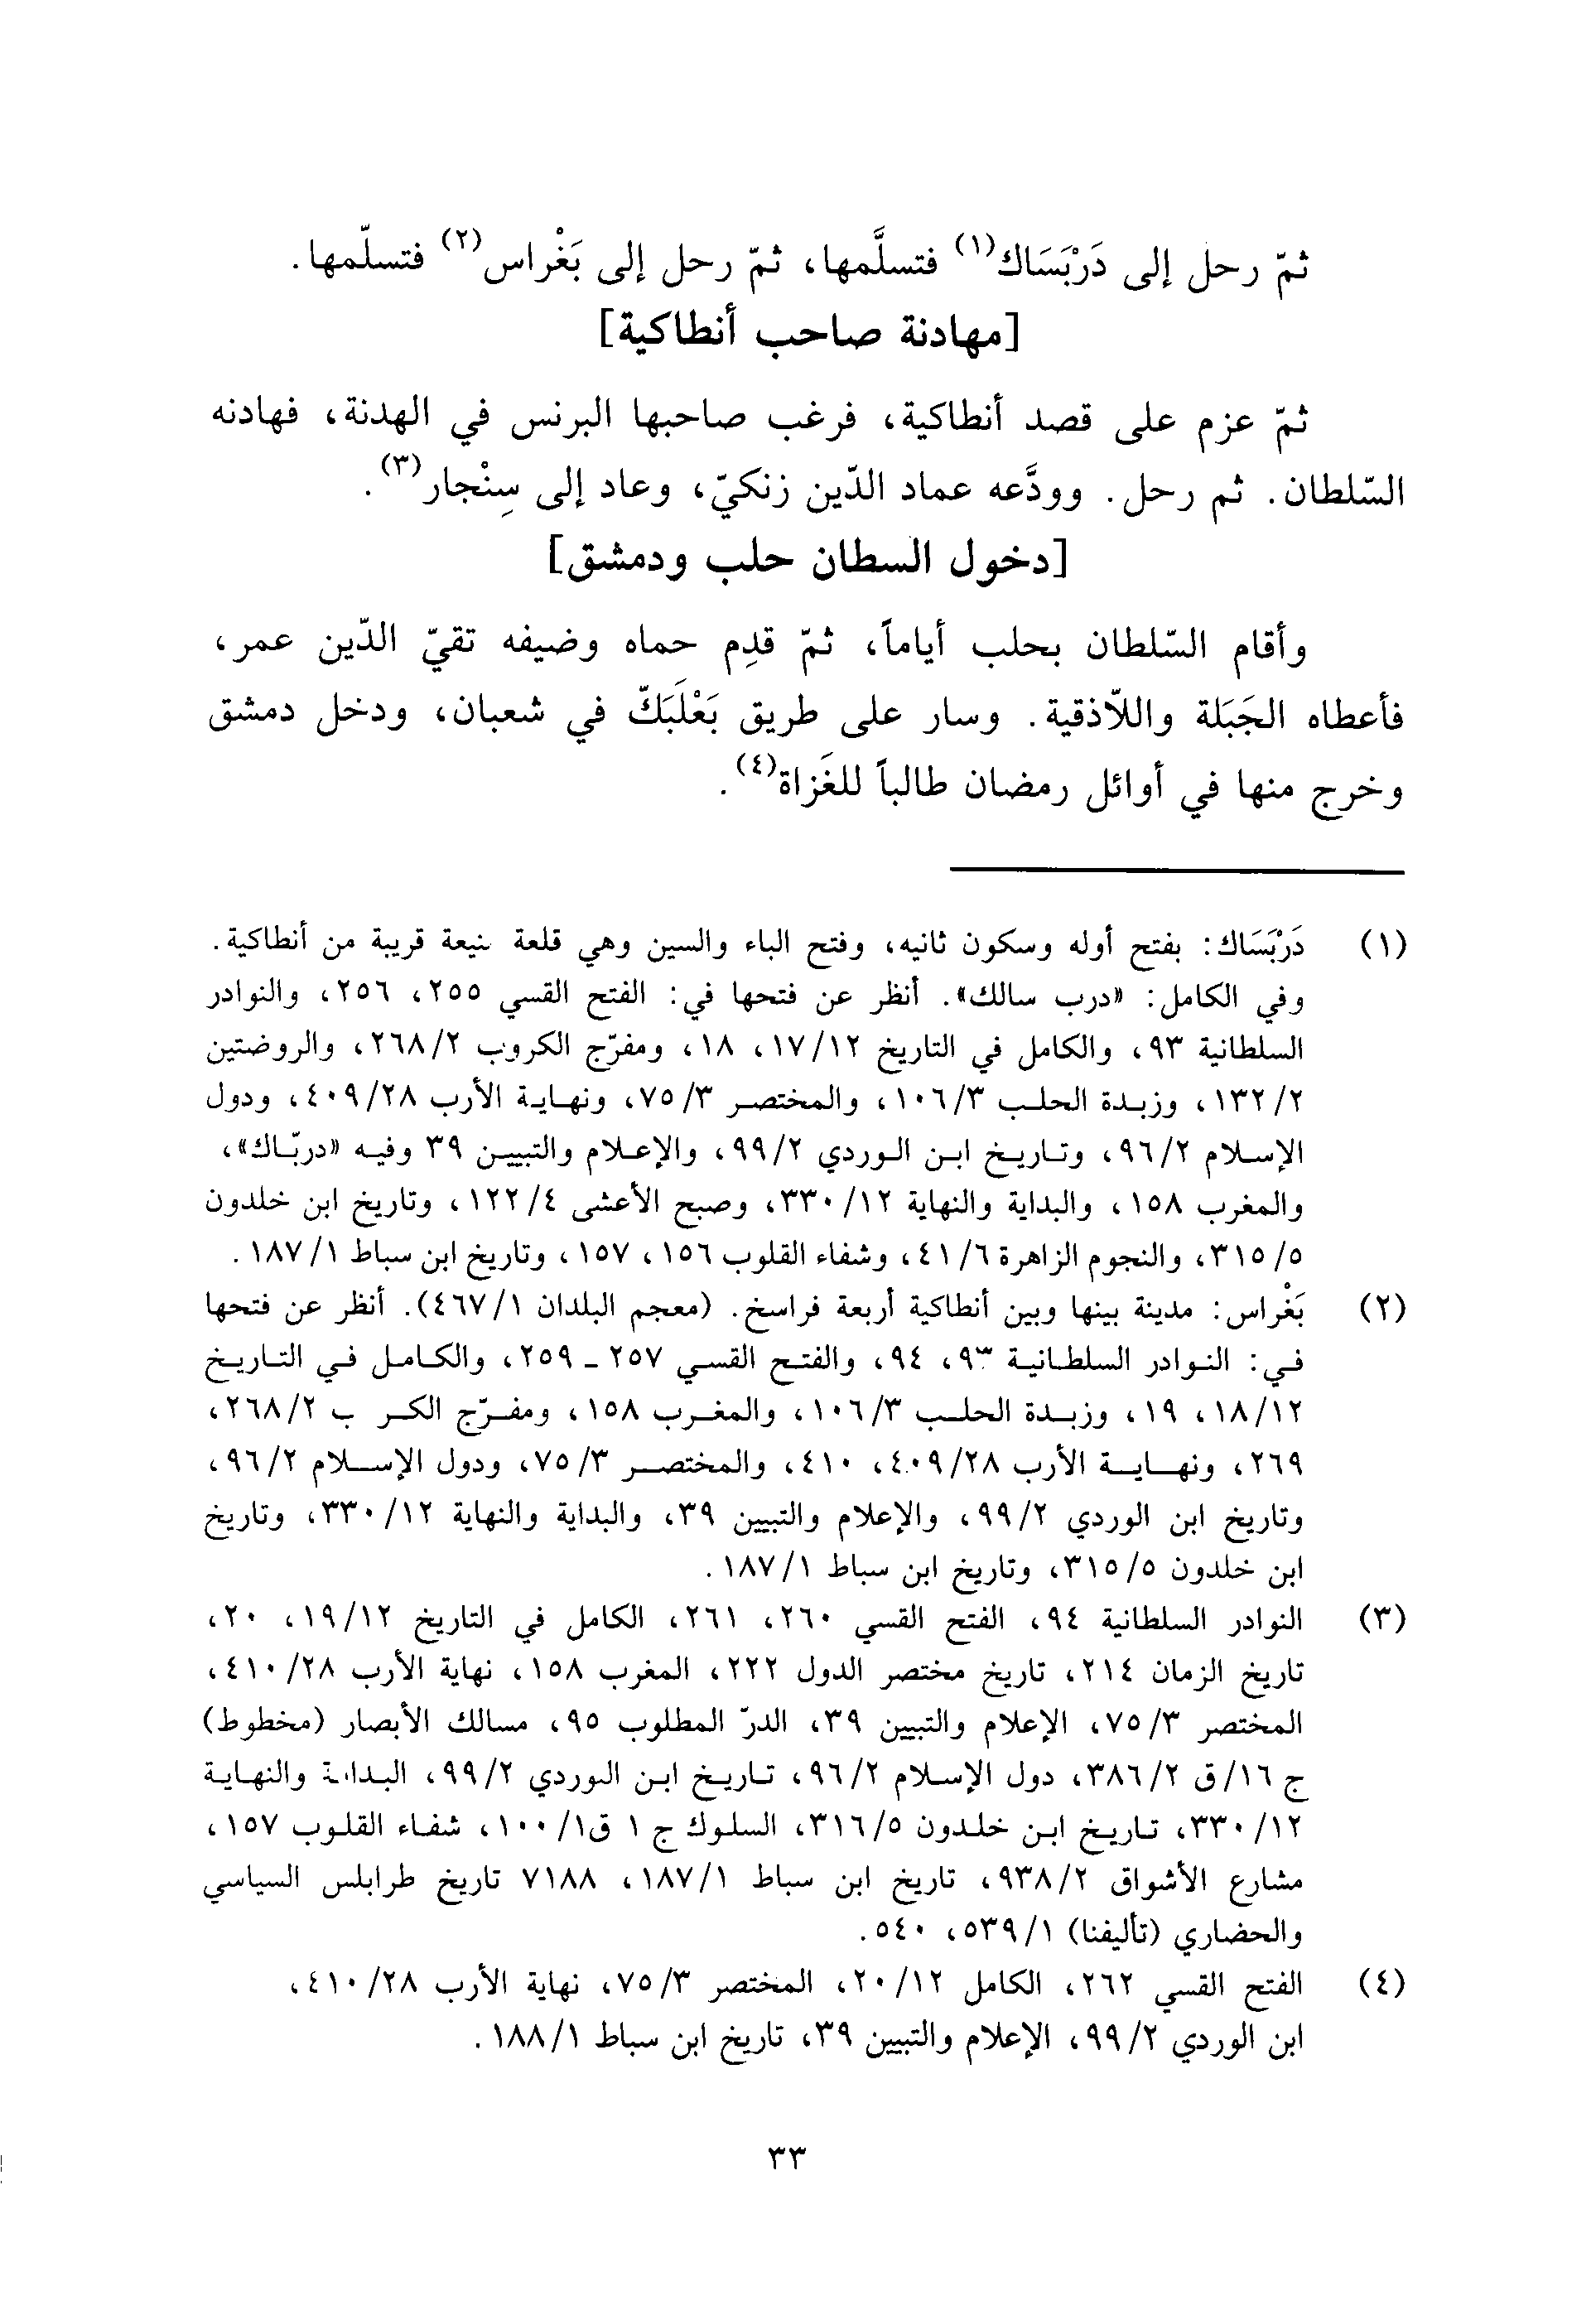 ثمّ رحل إلى دَرْبَسَاك(١) فتسلَّمها، ثمّ رحل إلى بَغْراس(٢) فتسلّمها.
[مهادنة صاحب أنطاكية]
ثمّ عزم على قصد أنطاكية، فرغب صاحبها البرنس في الهدنة، فهادنه
السّلطان. ثم رحل. وودَّعه عماد الدّين زنكيّ، وعاد إلى سِنْجار(٣).
[دخول السطان حلب ودمشق]
وأقام السّلطان بحلب أياماً، ثمّ قدِم حماه وضيفه تقيّ الدّين عمر،
فأعطاه الجَبَلة واللاّذقية. وسار على طريق بَعْلَبَكّ في شعبان، ودخل دمشق
وخرج منها في أوائل رمضان طالباً للغَزاة(٤).
(١) دَرْبَسَاك: بفتح أوله وسكون ثانيه، وفتح الباء والسين وهي قلعة منيعة قريبة من أنطاكية.
وفي الكامل: «درب سالك». أنظر عن فتحها في: الفتح القسي ٢٥٥، ٢٥٦، والنوادر
السلطانية ٩٣، والكامل في التاريخ ١٧/١٢، ١٨، ومفرّج الكروب ٢٦٨/٢، والروضتين
١٣٢/٢، وزبدة الحلب ١٠٦/٣، والمختصر ٧٥/٣، ونهاية الأرب ٤٠٩/٢٨، ودول
الإسلام ٩٦/٢، وتاريخ ابن الوردي ٩٩/٢، والإعلام والتبيين ٣٩ وفيه «دربّاك»،
والمغرب ١٥٨، والبداية والنهاية ٣٣٠/١٢، وصبح الأعشى ١٢٢/٤، وتاريخ ابن خلدون
٣١٥/٥، والنجوم الزاهرة ٤١/٦، وشفاء القلوب ١٥٦، ١٥٧، وتاريخ ابن سباط ١٨٧/١.
(٢) بَغْراس: مدينة بينها وبين أنطاكية أربعة فراسخ. (معجم البلدان ٤٦٧/١). أنظر عن فتحها
في: النوادر السلطانية ٩٣، ٩٤، والفتح القسي ٢٥٧ ـ ٢٥٩، والكامل في التاريخ
١٨/١٢، ١٩، وزبدة الحلب ١٠٦/٣، والمغرب ١٥٨، ومفرّج الكر ب ٢٦٨/٢،
٢٦٩، ونهاية الأرب ٤٠٩/٢٨، ٤١٠، والمختصر ٧٥/٣، ودول الإسلام ٩٦/٢،
وتاريخ ابن الوردي ٩٩/٢، والإعلام والتبيين ٣٩، والبداية والنهاية ٣٣٠/١٢، وتاريخ
ابن خلدون ٣١٥/٥، وتاريخ ابن سباط ١٨٧/١.
(٣) النوادر السلطانية ٩٤، الفتح القسي ٢٦٠، ٢٦١، الكامل في التاريخ ١٩/١٢، ٢٠،
تاريخ الزمان ٢١٤، تاريخ مختصر الدول ٢٢٢، المغرب ١٥٨، نهاية الأرب ٤١٠/٢٨،
المختصر ٧٥/٣، الإعلام والتبيين ٣٩، الدرّ المطلوب ٩٥، مسالك الأبصار (مخطوط)
ج ١٦/ق ٣٨٦/٢، دول الإسلام ٩٦/٢، تاريخ ابن الوردي ٩٩/٢، البداية والنهاية
٣٣٠/١٢، تاريخ ابن خلدون ٣١٦/٥، السلوك ج ١ ق١٠٠/١، شفاء القلوب ١٥٧،
مشارع الأشواق ٩٣٨/٢، تاريخ ابن سباط ١٨٧/١، ٧١٨٨ تاريخ طرابلس السياسي
والحضاري (تأليفنا) ٥٣٩/١، ٥٤٠.
(٤) الفتح القسي ٢٦٢، الكامل ٢٠/١٢، المختصر ٧٥/٣، نهاية الأرب ٤١٠/٢٨،
ابن الوردي ٩٩/٢، الإعلام والتبيين ٣٩، تاريخ ابن سباط ١٨٨/١.
٣٣